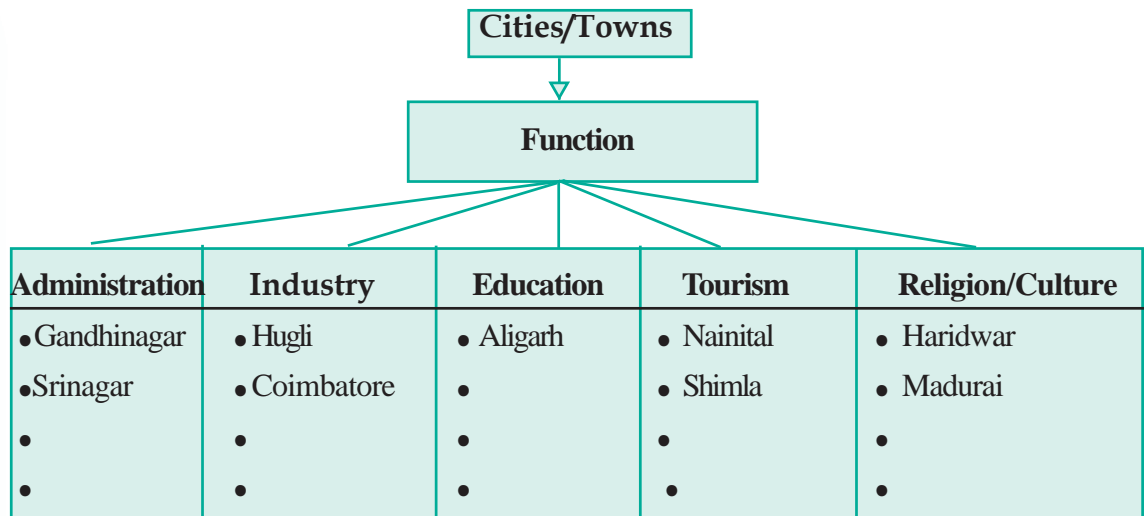 Cities/Towns
Function
Administration Industry Education Tourism Religion/Culture
•Gandhinagar •Hugli •Aligarh •Nainital •Haridwar
•Srinagar •Coimbatore • •Shimla •Madurai
• • • • •
• • • • •